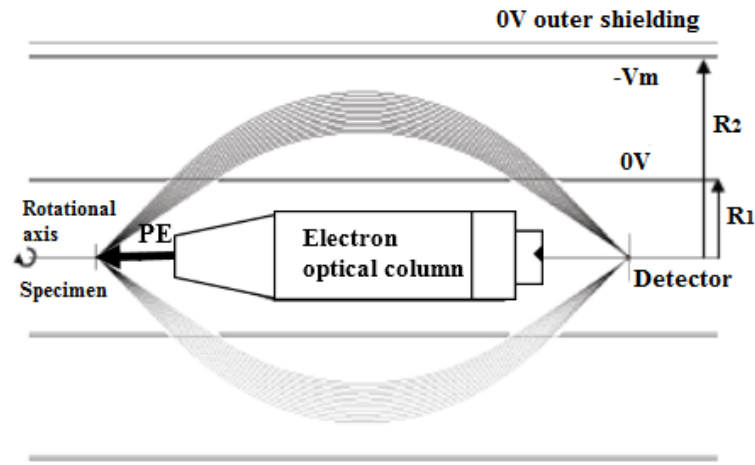 0V outer shielding
-Vm
R2
0V
R1
Rotational
axis
PE
Electron
optical column
Specimen
Detector